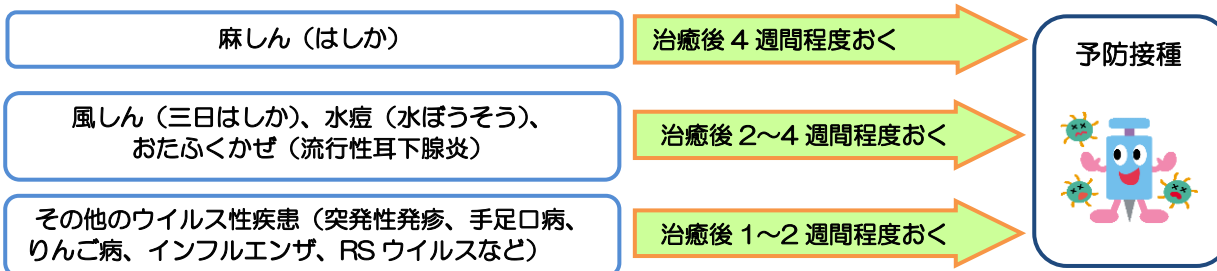 麻しん（はしか）
治癒後 4 週間程度おく
予防接種
風しん（三日はしか）、水痘（水ぼうそう）、
おたふくかぜ（流行性耳下腺炎）
治癒後 2～4 週間程度おく
その他のウイルス性疾患（突発性発疹、手足口病、
りんご病、インフルエンザ、RS ウイルスなど）
治癒後 1～2 週間程度おく